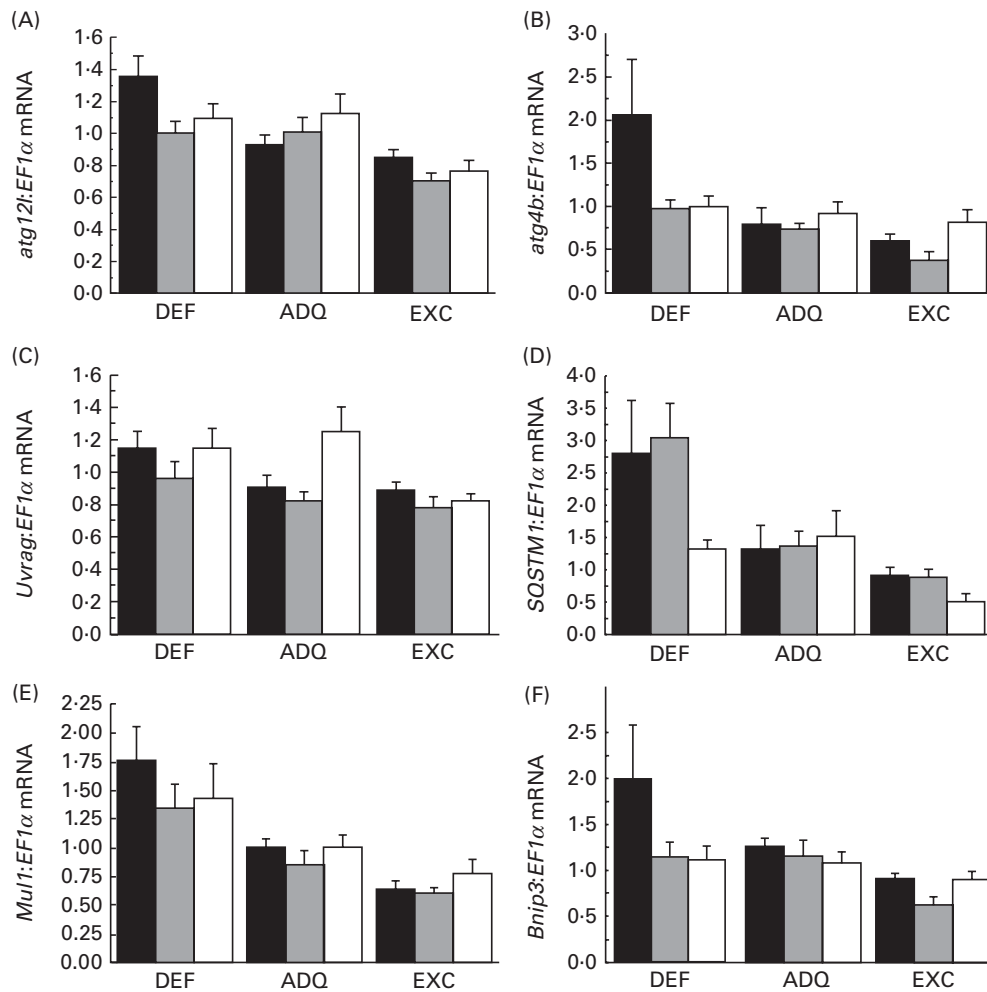 (A)
atg12l:EF1α mRNA
1·6
1·4
1·2
1·0
0·8
0·6
0·4
0·2
0·0
DEF ADQ EXC
(B)
atg4b:EF1α mRNA
3·0
2·5
2·0
1·5
1·0
0·5
0·0
DEF ADQ EXC
(C)
Uvrag:EF1α mRNA
1·6
1·4
1·2
1·0
0·8
0·6
0·4
0·2
0·0
DEF ADQ EXC
(D)
SQSTM1:EF1α mRNA
4·0
3·5
3·0
2·5
2·0
1·5
1·0
0·5
0·0
DEF ADQ EXC
(E)
Mul1:EF1α mRNA
2·25
2·00
1·75
1·50
1·25
1·00
0·75
0·50
0·25
0·00
DEF ADQ EXC
(F)
Bnip3:EF1α mRNA
2·5
2·0
1·5
1·0
0·5
0·0
DEF ADQ EXC